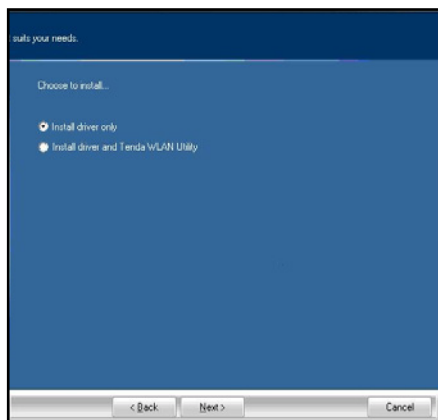 suits your needs.
Choose to install...
Install driver only
Install driver and Tenda WLAN Utility
< Back
Next >
Cancel